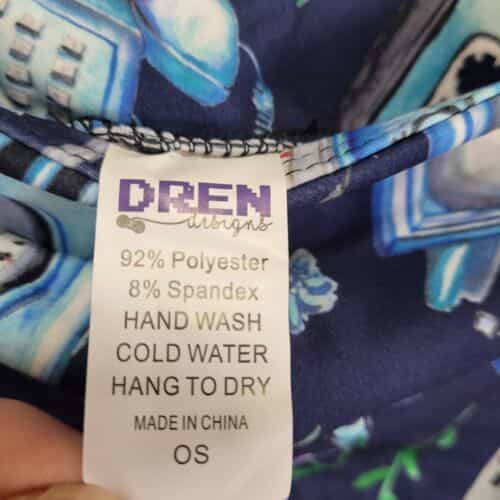 DREN
designs
92% Polyester
8% Spandex
HAND WASH
COLD WATER
HANG TO DRY
MADE IN CHINA
OS